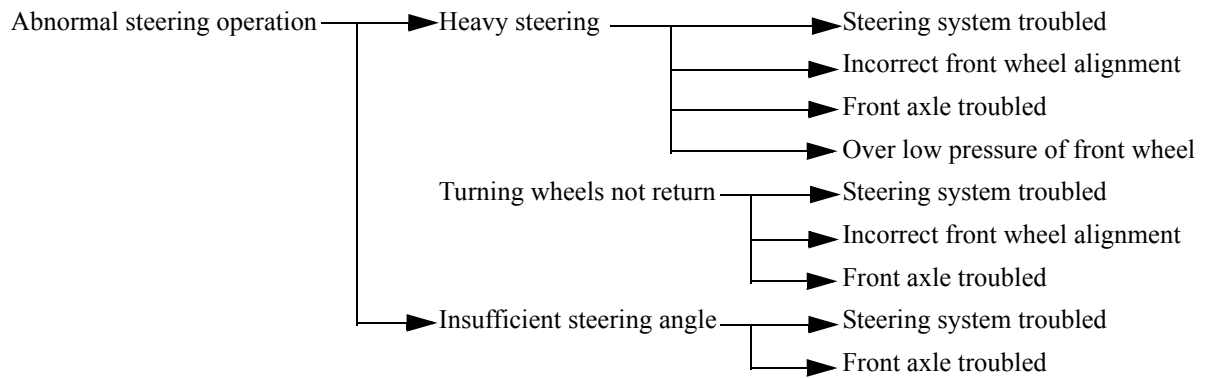 Abnormal steering operation Heavy steering Steering system troubled
Incorrect front wheel alignment
Front axle troubled
Over low pressure of front wheel
Turning wheels not return Steering system troubled
Incorrect front wheel alignment
Front axle troubled
Insufficient steering angle Steering system troubled
Front axle troubled